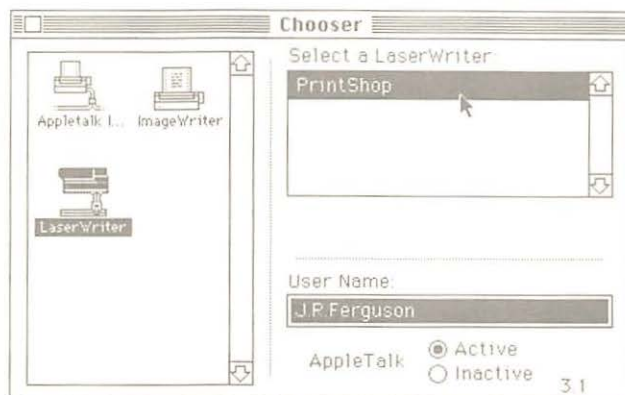 Chooser
Appletalk I... ImageWriter
LaserWriter
Select a LaserWriter
PrintShop
User Name:
J.R.Ferguson
AppleTalk
Active
Inactive
3.1